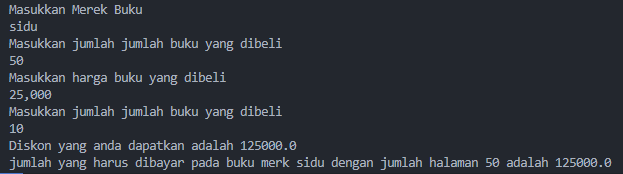 Masukkan Merek Buku
sidu
Masukkan jumlah jumlah buku yang dibeli
50
Masukkan harga buku yang dibeli
25,000
Masukkan jumlah jumlah buku yang dibeli
10
Diskon yang anda dapatkan adalah 125000.0
jumlah yang harus dibayar pada buku merk sidu dengan jumlah halaman 50 adalah 125000.0